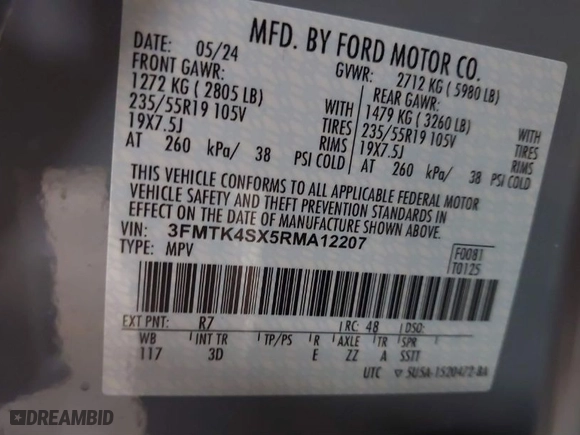 MFD. BY FORD MOTOR CO.
DATE: 05/24
GVWR: 2712 KG ( 5980 LB)
FRONT GAWR:
1272 KG ( 2805 LB)
235/55R19 105V
19X7.5J
WITH
TIRES
RIMS
AT 260 kPa/ 38 PSI COLD
REAR GAWR:
1479 KG ( 3260 LB)
235/55R19 105V
19X7.5J
WITH
TIRES
RIMS
AT 260 kPa/ 38 PSI COLD
THIS VEHICLE CONFORMS TO ALL APPLICABLE FEDERAL MOTOR
VEHICLE SAFETY AND THEFT PREVENTION STANDARDS IN
EFFECT ON THE DATE OF MANUFACTURE SHOWN ABOVE.
VIN: 3FMTK4SX5RMA12207
TYPE: MPV
F0081
T0125
EXT PNT: R7 RC: 48 DSO:
WB INT TR TP/PS R AXLE TR SPR
117 3D E ZZ A SSTT
UTC ▽ 5U5A-1520472-BA
DREAMBID